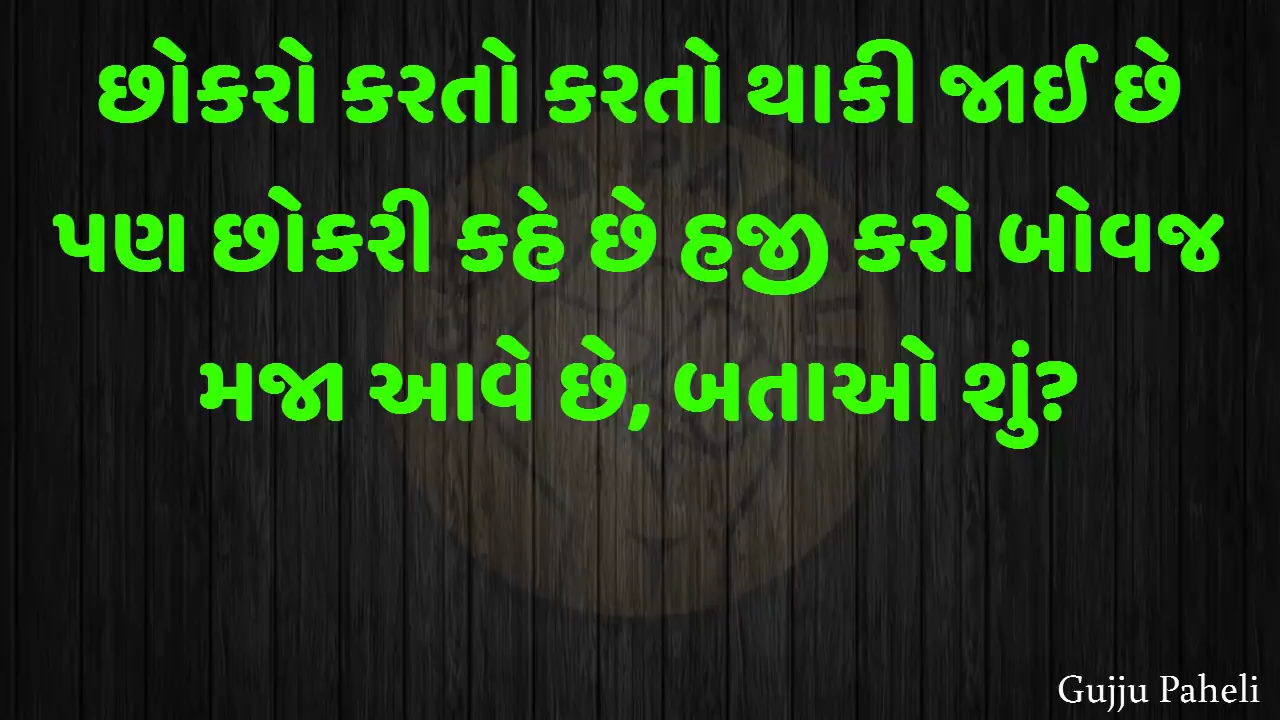 છોકરો કરતો કરતો થાકી જાઈ છે
પણ છોકરી કહે છે હજી કરો બોવજ
મજા આવે છે, બતાઓ શું?
Gujju Paheli